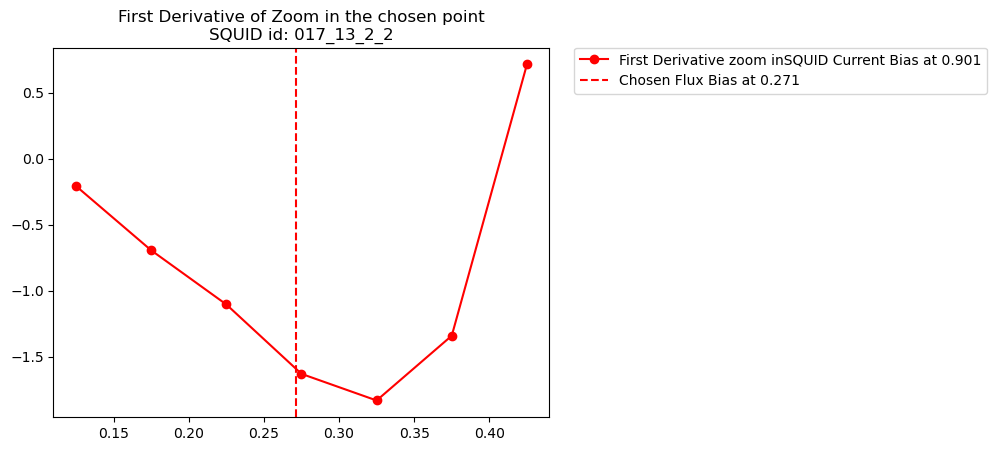 First Derivative of Zoom in the chosen point
SQUID id: 017_13_2_2
First Derivative zoom inSQUID Current Bias at 0.901
Chosen Flux Bias at 0.271
0.5
0.0
−0.5
−1.0
−1.5
0.15 0.20 0.25 0.30 0.35 0.40